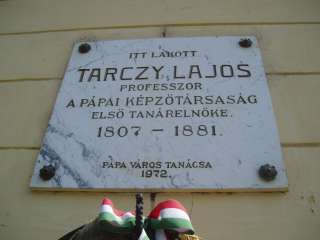 ITT LAKOTT
TARCZY LAJOS
PROFESSZOR
A PÁPAI KÉPZŐTÁRSASÁG
ELSŐ TANÁRELNÖKE.
1807 – 1881.
PÁPA VÁROS TANÁCSA
1972.